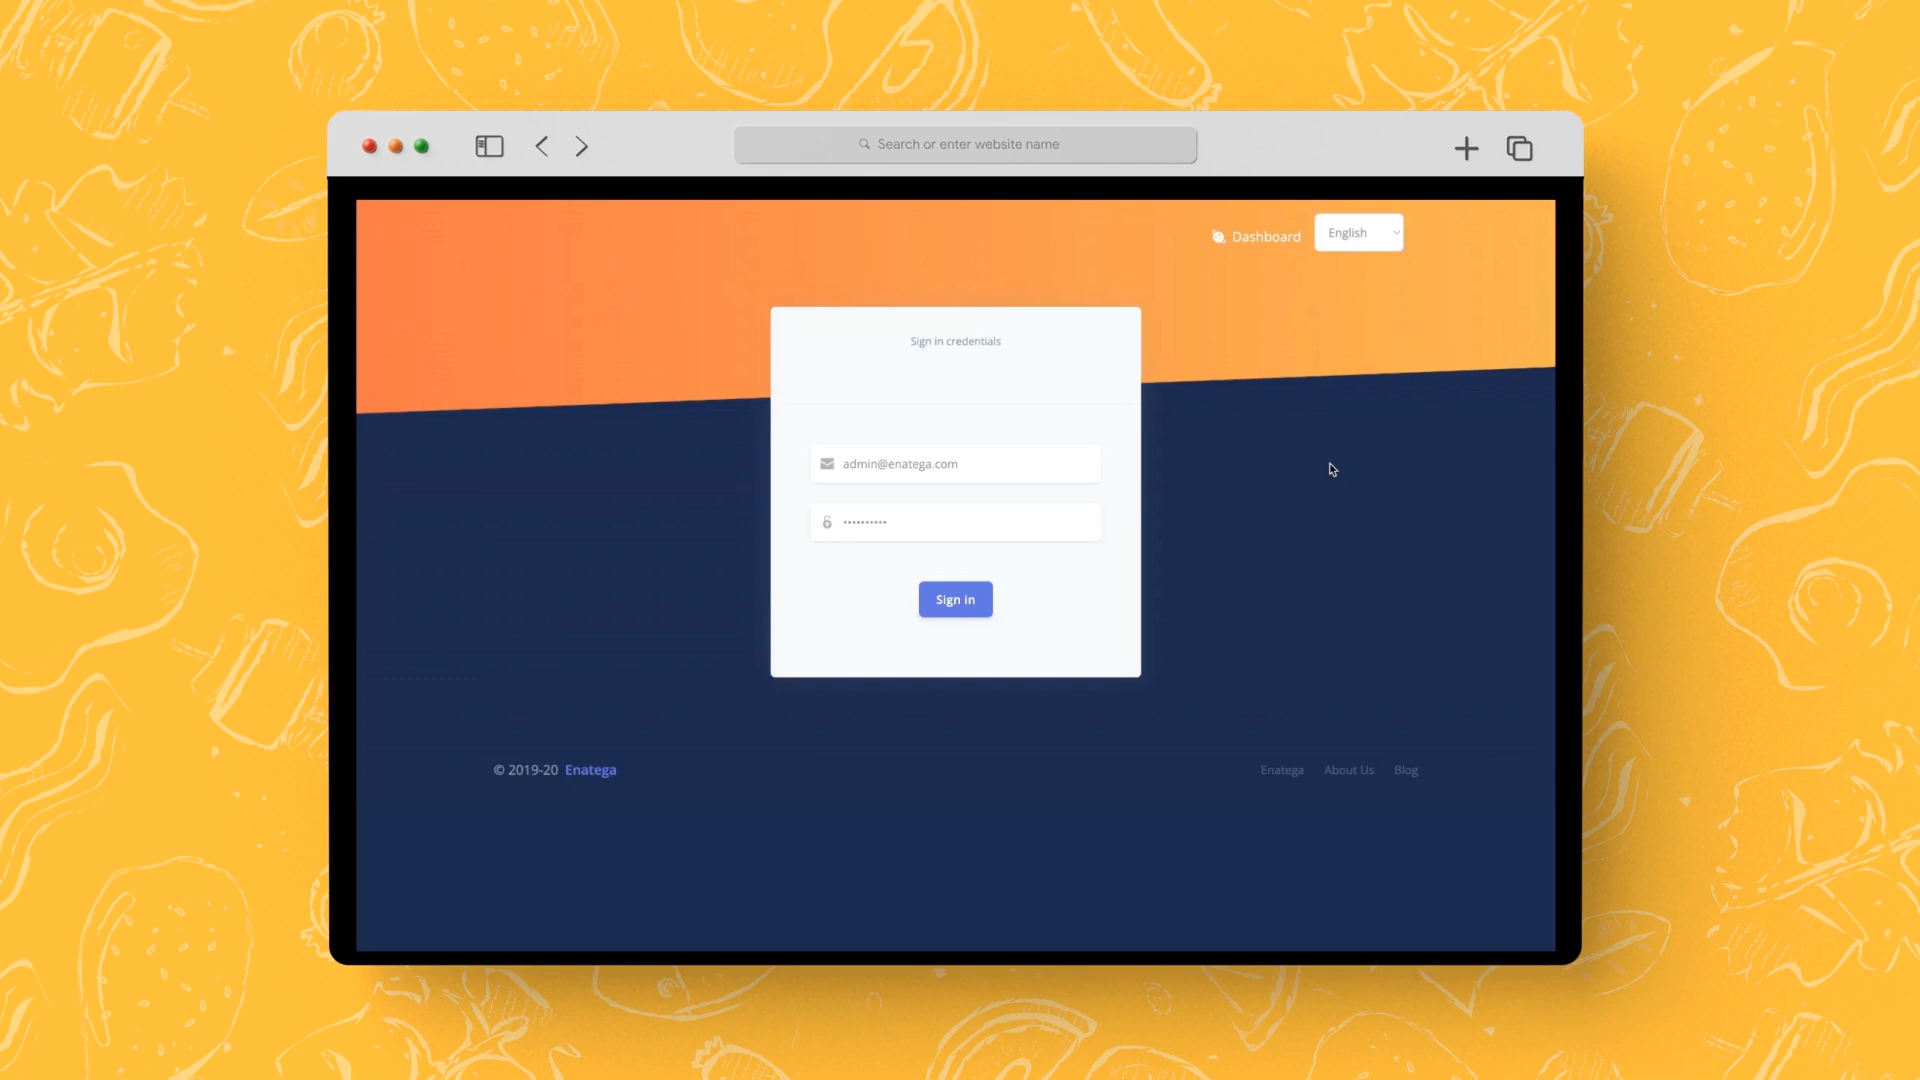 Search or enter website name
Dashboard
English
Sign in credentials
admin@enatega.com
••••••••••
Sign in
© 2019-20 Enatega
Enatega About Us Blog